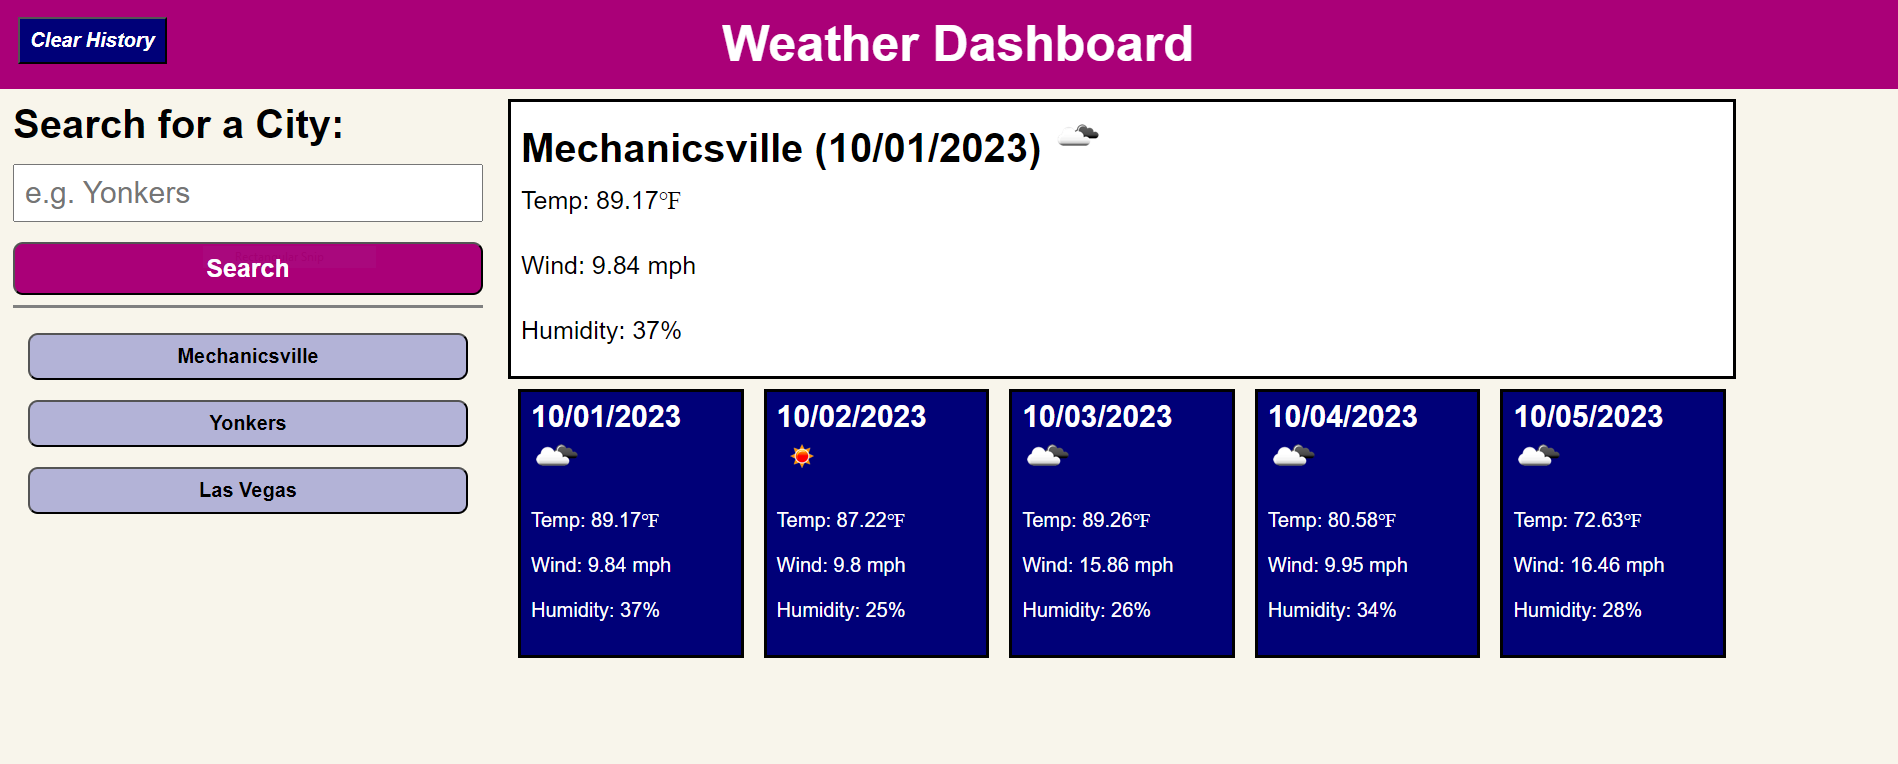 Clear History
Weather Dashboard
Search for a City:
e.g. Yonkers
Search
Mechanicsville
Yonkers
Las Vegas
Mechanicsville (10/01/2023)
Temp: 89.17℉
Wind: 9.84 mph
Humidity: 37%
10/01/2023
Temp: 89.17℉
Wind: 9.84 mph
Humidity: 37%
10/02/2023
Temp: 87.22℉
Wind: 9.8 mph
Humidity: 25%
10/03/2023
Temp: 89.26℉
Wind: 15.86 mph
Humidity: 26%
10/04/2023
Temp: 80.58℉
Wind: 9.95 mph
Humidity: 34%
10/05/2023
Temp: 72.63℉
Wind: 16.46 mph
Humidity: 28%